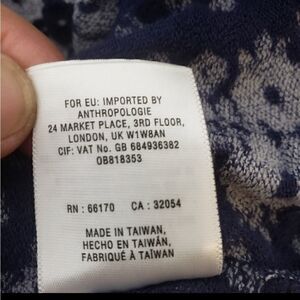 FOR EU: IMPORTED BY
ANTHROPOLOGIE
24 MARKET PLACE, 3RD FLOOR,
LONDON, UK W1W8AN
CIF: VAT No. GB 684936382
0B818353
RN: 66170 CA: 32054
MADE IN TAIWAN,
HECHO EN TAIWÁN,
FABRIQUÉ À TAÏWAN